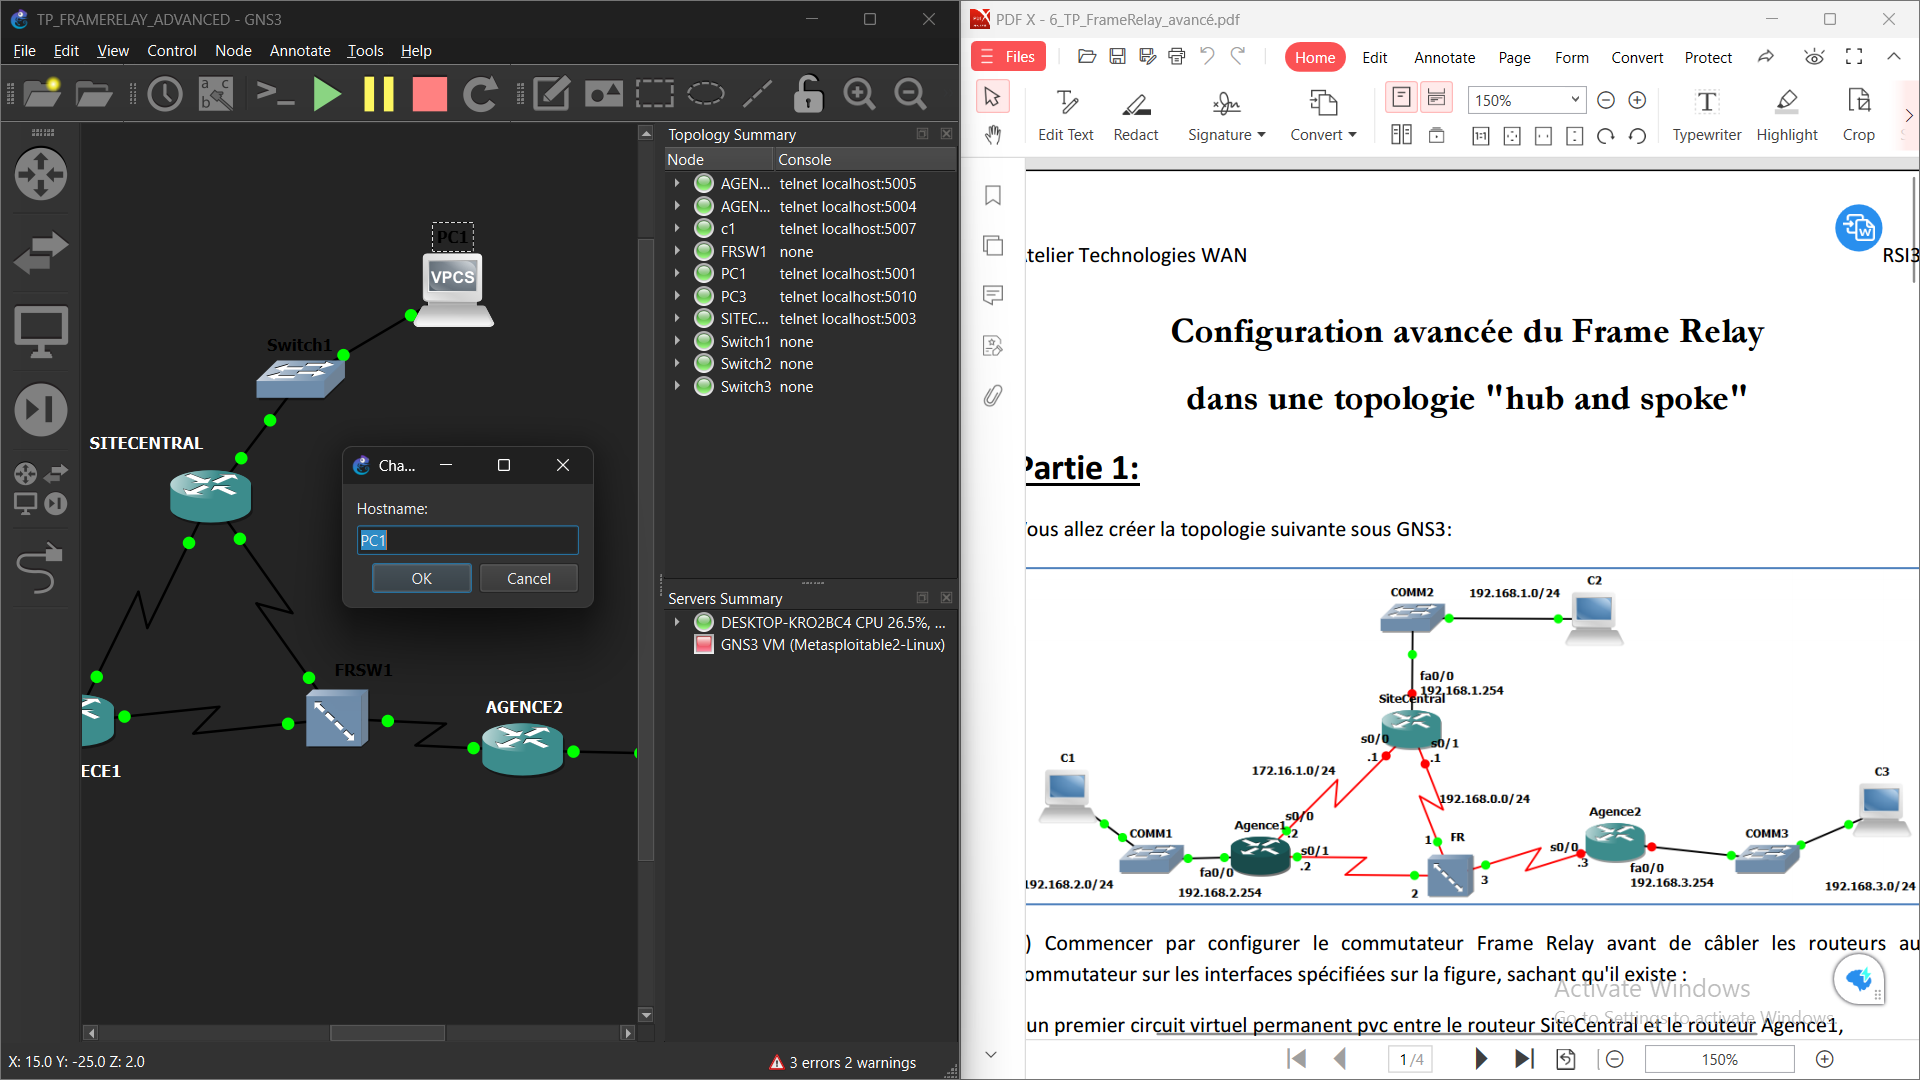 TP_FRAMERELAY_ADVANCED - GNS3
File Edit View Control Node Annotate Tools Help
PC1
VPCS
Switch1
SITECENTRAL
FRSW1
AGENCE2
ECE1
Cha...
Hostname:
PC1
OK Cancel
Topology Summary
Node Console
AGEN... telnet localhost:5005
AGEN... telnet localhost:5004
c1 telnet localhost:5007
FRSW1 none
PC1 telnet localhost:5001
PC3 telnet localhost:5010
SITEC... telnet localhost:5003
Switch1 none
Switch2 none
Switch3 none
Servers Summary
DESKTOP-KRO2BC4 CPU 26.5%, ...
GNS3 VM (Metasploitable2-Linux)
X: 15.0 Y: -25.0 Z: 2.0
3 errors 2 warnings
PDF X - 6_TP_FrameRelay_avancé.pdf
Files Home Edit Annotate Page Form Convert Protect
Edit Text Redact Signature Convert 150% Typewriter Highlight Crop
telier Technologies WAN RSI3
Configuration avancée du Frame Relay
dans une topologie "hub and spoke"
Partie 1:
ous allez créer la topologie suivante sous GNS3:
C2
COMM2 192.168.1.0/24
fa0/0
192.168.1.254
SiteCentral
s0/0 s0/1
.1 .1
C1 172.16.1.0/24 C3
192.168.0.0/24
s0/0 Agence2
Agence1 .2
COMM1 1 FR COMM3
s0/1 s0/0
.2 .3
fa0/0 fa0/0
192.168.2.0/24 192.168.2.254 2 3 192.168.3.254 192.168.3.0/24
) Commencer par configurer le commutateur Frame Relay avant de câbler les routeurs au
ommutateur sur les interfaces spécifiées sur la figure, sachant qu'il existe :
Activate Windows
Go to Settings to activate Windows.
un premier circuit virtuel permanent pvc entre le routeur SiteCentral et le routeur Agence1,
1/4 150%